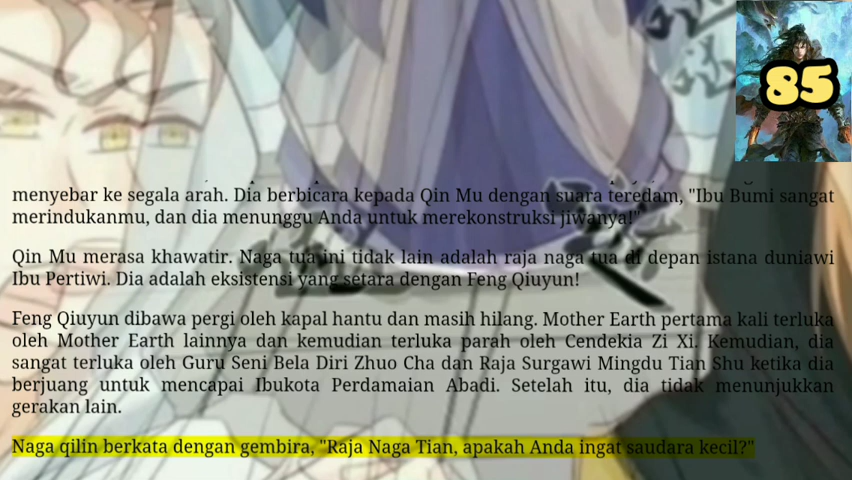 85
menyebar ke segala arah. Dia berbicara kepada Qin Mu dengan suara teredam, "Ibu Bumi sangat
merindukanmu, dan dia menunggu Anda untuk merekonstruksi jiwanya!"
Qin Mu merasa khawatir. Naga tua ini tidak lain adalah raja naga tua di depan istana duniawi
Ibu Pertiwi. Dia adalah eksistensi yang setara dengan Feng Qiuyun!
Feng Qiuyun dibawa pergi oleh kapal hantu dan masih hilang. Mother Earth pertama kali terluka
oleh Mother Earth lainnya dan kemudian terluka parah oleh Cendekia Zi Xi. Kemudian, dia
sangat terluka oleh Guru Seni Bela Diri Zhuo Cha dan Raja Surgawi Mingdu Tian Shu ketika dia
berjuang untuk mencapai Ibukota Perdamaian Abadi. Setelah itu, dia tidak menunjukkan
gerakan lain.
Naga qilin berkata dengan gembira, "Raja Naga Tian, apakah Anda ingat saudara kecil?"